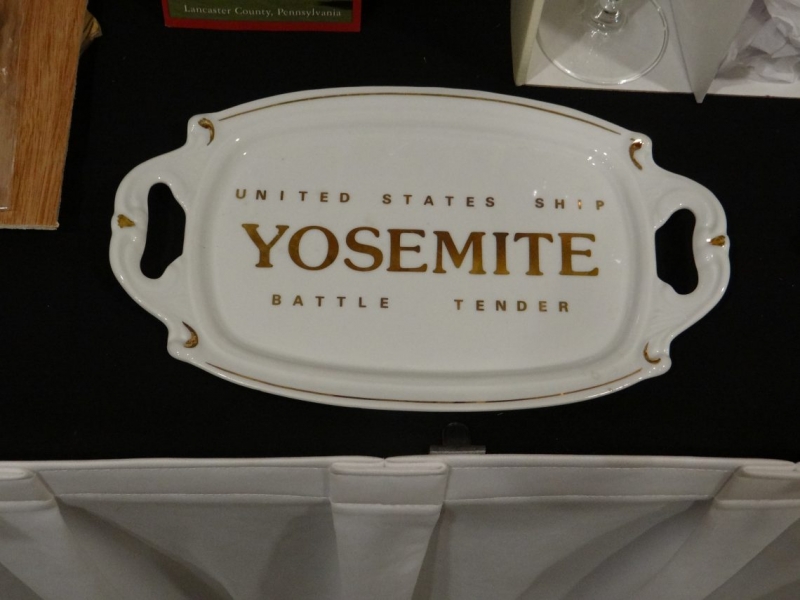 Lancaster County, Pennsylvania
UNITED STATES SHIP
YOSEMITE
BATTLE TENDER